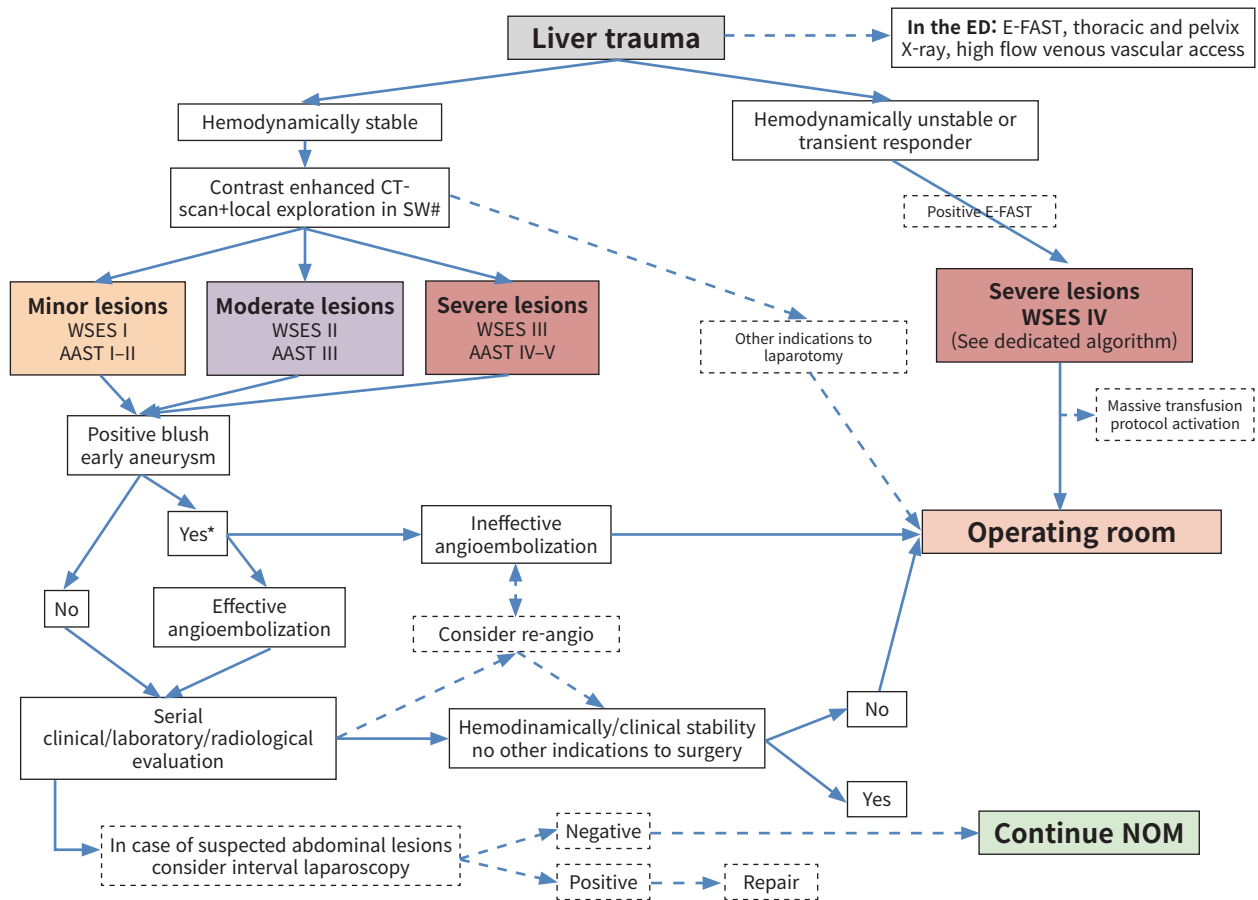 Liver trauma
In the ED: E-FAST, thoracic and pelvix
X-ray, high flow venous vascular access
Hemodynamically stable
Hemodynamically unstable or
transient responder
Contrast enhanced CT-
scan+local exploration in SW#
Positive E-FAST
Minor lesions
WSES I
AAST I–II
Moderate lesions
WSES II
AAST III
Severe lesions
WSES III
AAST IV–V
Severe lesions
WSES IV
(See dedicated algorithm)
Other indications to
laparotomy
Massive transfusion
protocol activation
Positive blush
early aneurysm
Yes*
Ineffective
angioembolization
Operating room
No
Effective
angioembolization
Consider re-angio
Serial
clinical/laboratory/radiological
evaluation
Hemodinamically/clinical stability
no other indications to surgery
No
Yes
In case of suspected abdominal lesions
consider interval laparoscopy
Negative
Continue NOM
Positive
Repair